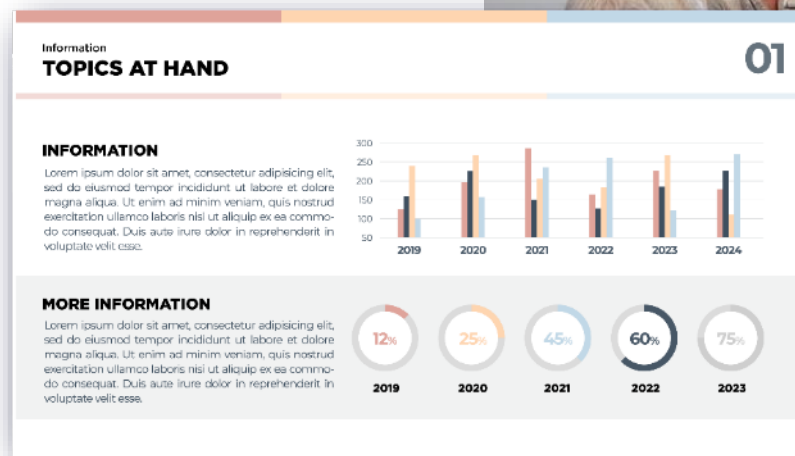 Information
TOPICS AT HAND
01
INFORMATION
Lorem ipsum dolor sit amet, consectetur adipisicing elit,
sed do eiusmod tempor incididunt ut labore et dolore
magna aliqua. Ut enim ad minim veniam, quis nostrud
exercitation ullamco laboris nisi ut aliquip ex ea commo-
do consequat. Duis aute irure dolor in reprehenderit in
voluptate velit esse.
300
250
200
150
100
50
2019 2020 2021 2022 2023 2024
MORE INFORMATION
Lorem ipsum dolor sit amet, consectetur adipisicing elit,
sed do eiusmod tempor incididunt ut labore et dolore
magna aliqua. Ut enim ad minim veniam, quis nostrud
exercitation ullamco laboris nisi ut aliquip ex ea commo-
do consequat. Duis aute irure dolor in reprehenderit in
voluptate velit esse.
12% 25% 45% 60% 75%
2019 2020 2021 2022 2023